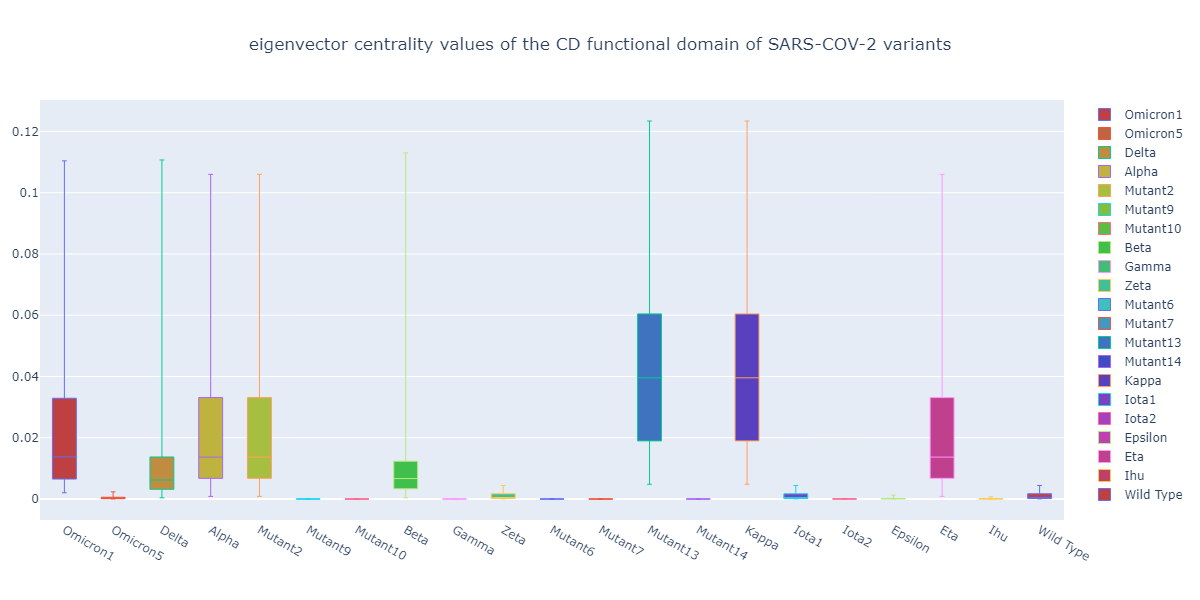 eigenvector centrality values of the CD functional domain of SARS-COV-2 variants
0.12
0.1
0.08
0.06
0.04
0.02
0
Omicron1
Omicron5
Delta
Alpha
Mutant2
Mutant9
Mutant10
Beta
Gamma
Zeta
Mutant6
Mutant7
Mutant13
Mutant14
Kappa
Iota1
Iota2
Epsilon
Eta
Ihu
Wild Type
Omicron1
Omicron5
Delta
Alpha
Mutant2
Mutant9
Mutant10
Beta
Gamma
Zeta
Mutant6
Mutant7
Mutant13
Mutant14
Kappa
Iota1
Iota2
Epsilon
Eta
Ihu
Wild Type